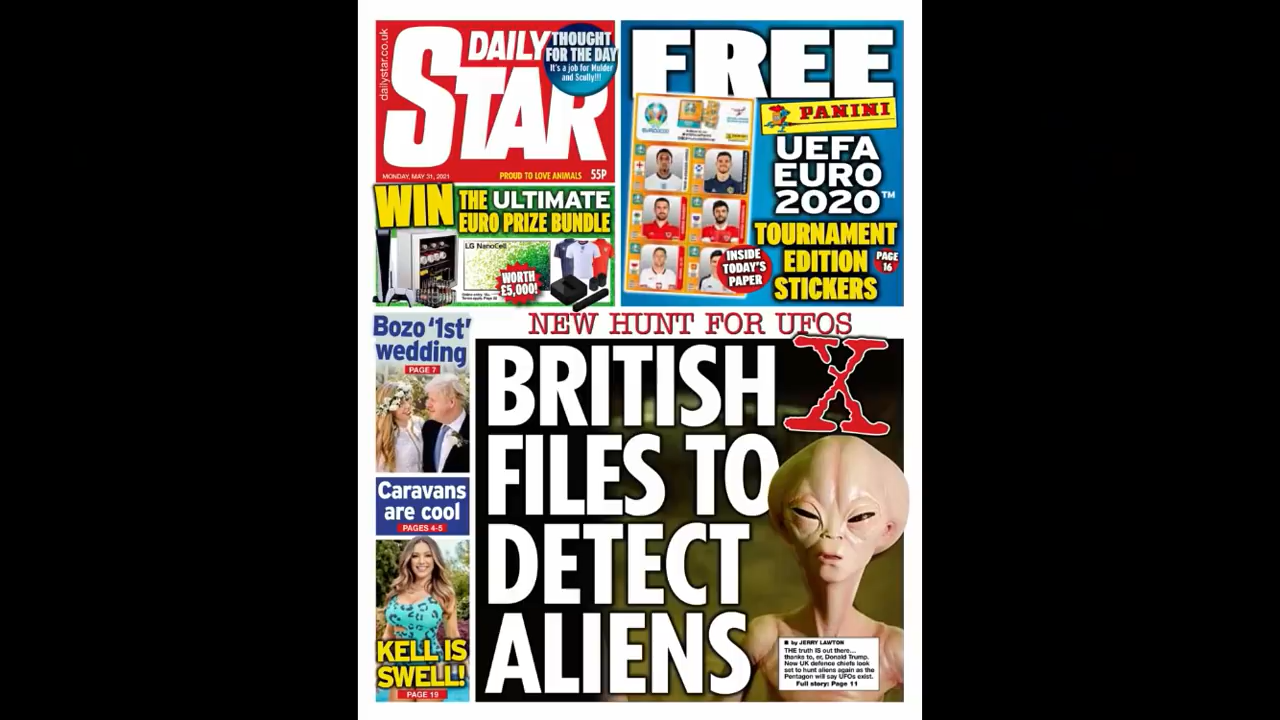 dailystar.co.uk
DAILY
STAR
THOUGHT
FOR THE DAY
It's a job for Mulder
and Scully!!!
MONDAY, MAY 31, 2021
PROUD TO LOVE ANIMALS
55P
FREE
PANINI
UEFA
EURO
2020™
TOURNAMENT
EDITION
STICKERS
PAGE
16
INSIDE
TODAY'S
PAPER
WIN
THE ULTIMATE
EURO PRIZE BUNDLE
LG NanoCell
WORTH
£5,000!
Bozo '1st'
wedding
PAGE 7
Caravans
are cool
PAGES 4-5
KELL IS
SWELL!
PAGE 19
NEW HUNT FOR UFOS
BRITISH X
FILES TO
DETECT
ALIENS
■ by JERRY LAWTON
THE truth IS out there...
thanks to, er, Donald Trump.
Now UK defence chiefs look
set to hunt aliens again as the
Pentagon will say UFOs exist.
Full story: Page 11